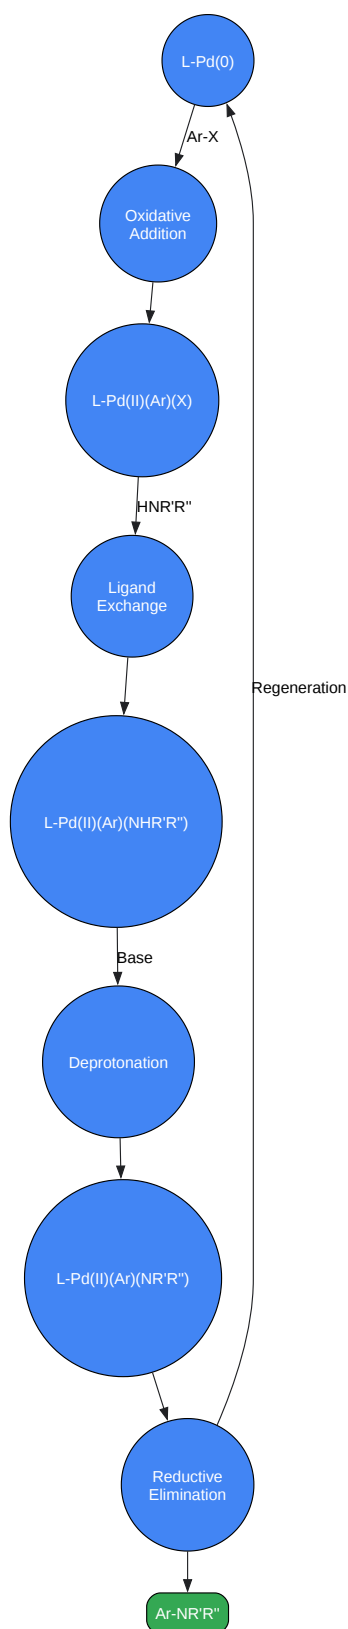 L-Pd(0)
Ar-X
Oxidative
Addition
L-Pd(II)(Ar)(X)
HNR'R"
Ligand
Exchange
Regeneration
L-Pd(II)(Ar)(NHR'R")
Base
Deprotonation
L-Pd(II)(Ar)(NR'R")
Reductive
Elimination
Ar-NR'R"